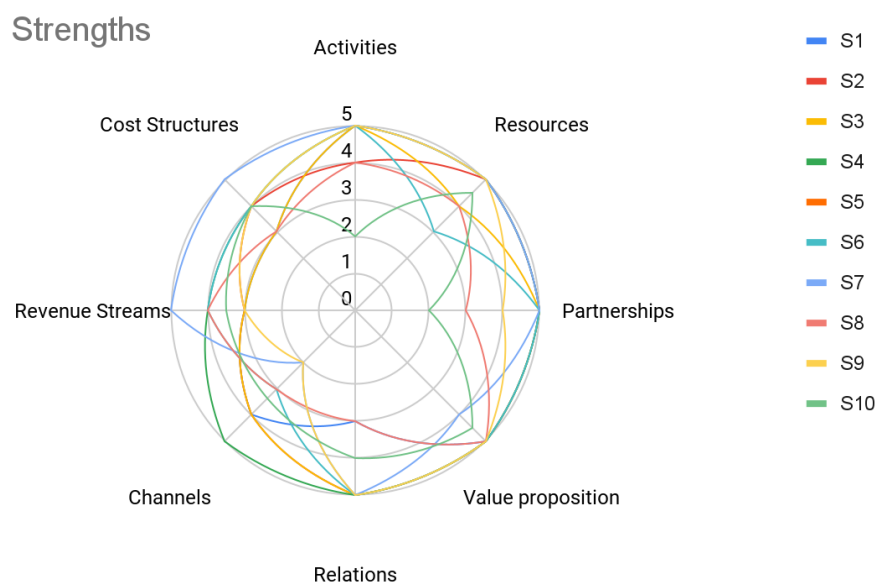 Strengths
Activities
Cost Structures
Resources
5
4
3
2
1
0
Revenue Streams
Partnerships
Channels
Value proposition
Relations
S1
S2
S3
S4
S5
S6
S7
S8
S9
S10